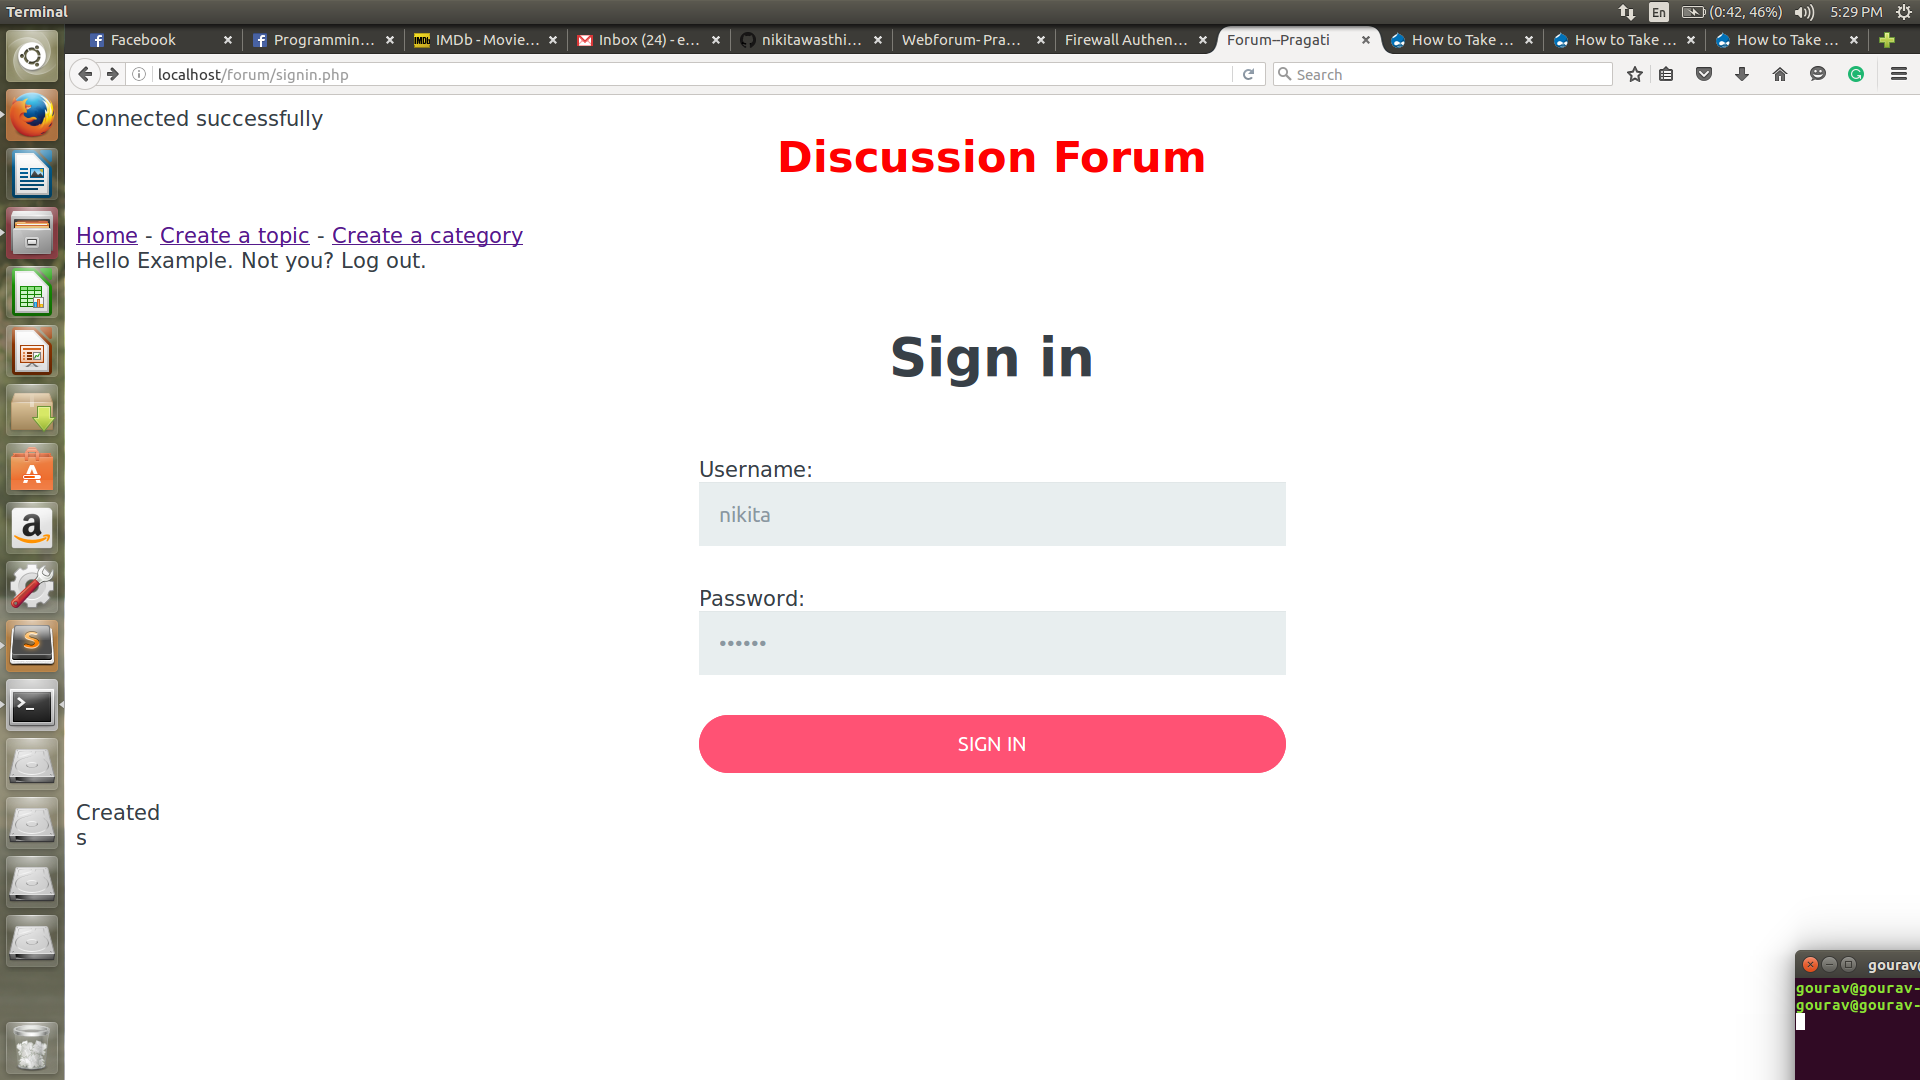 Terminal
En
(0:42, 46%)
5:29 PM
Facebook
Programmin...
IMDb - Movie...
Inbox (24) - e...
nikitawasthi...
Webforum- Pra...
Firewall Authen...
Forum--Pragati
How to Take ...
How to Take ...
How to Take ...
localhost/forum/signin.php
Search
Connected successfully
Discussion Forum
Home - Create a topic - Create a category
Hello Example. Not you? Log out.
Sign in
Username:
nikita
Password:
••••••
SIGN IN
Created
s
gourav@
gourav@gourav-
gourav@gourav-